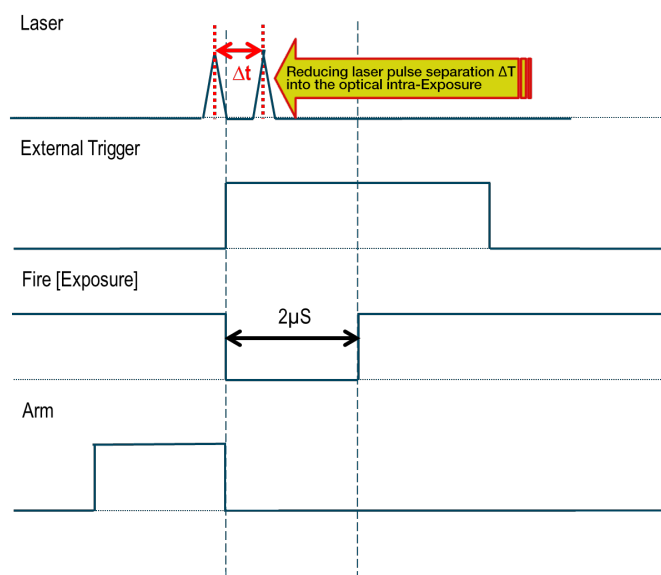 Laser
Δt
Reducing laser pulse separation ΔT
into the optical intra-Exposure
External Trigger
Fire [Exposure]
2µS
Arm